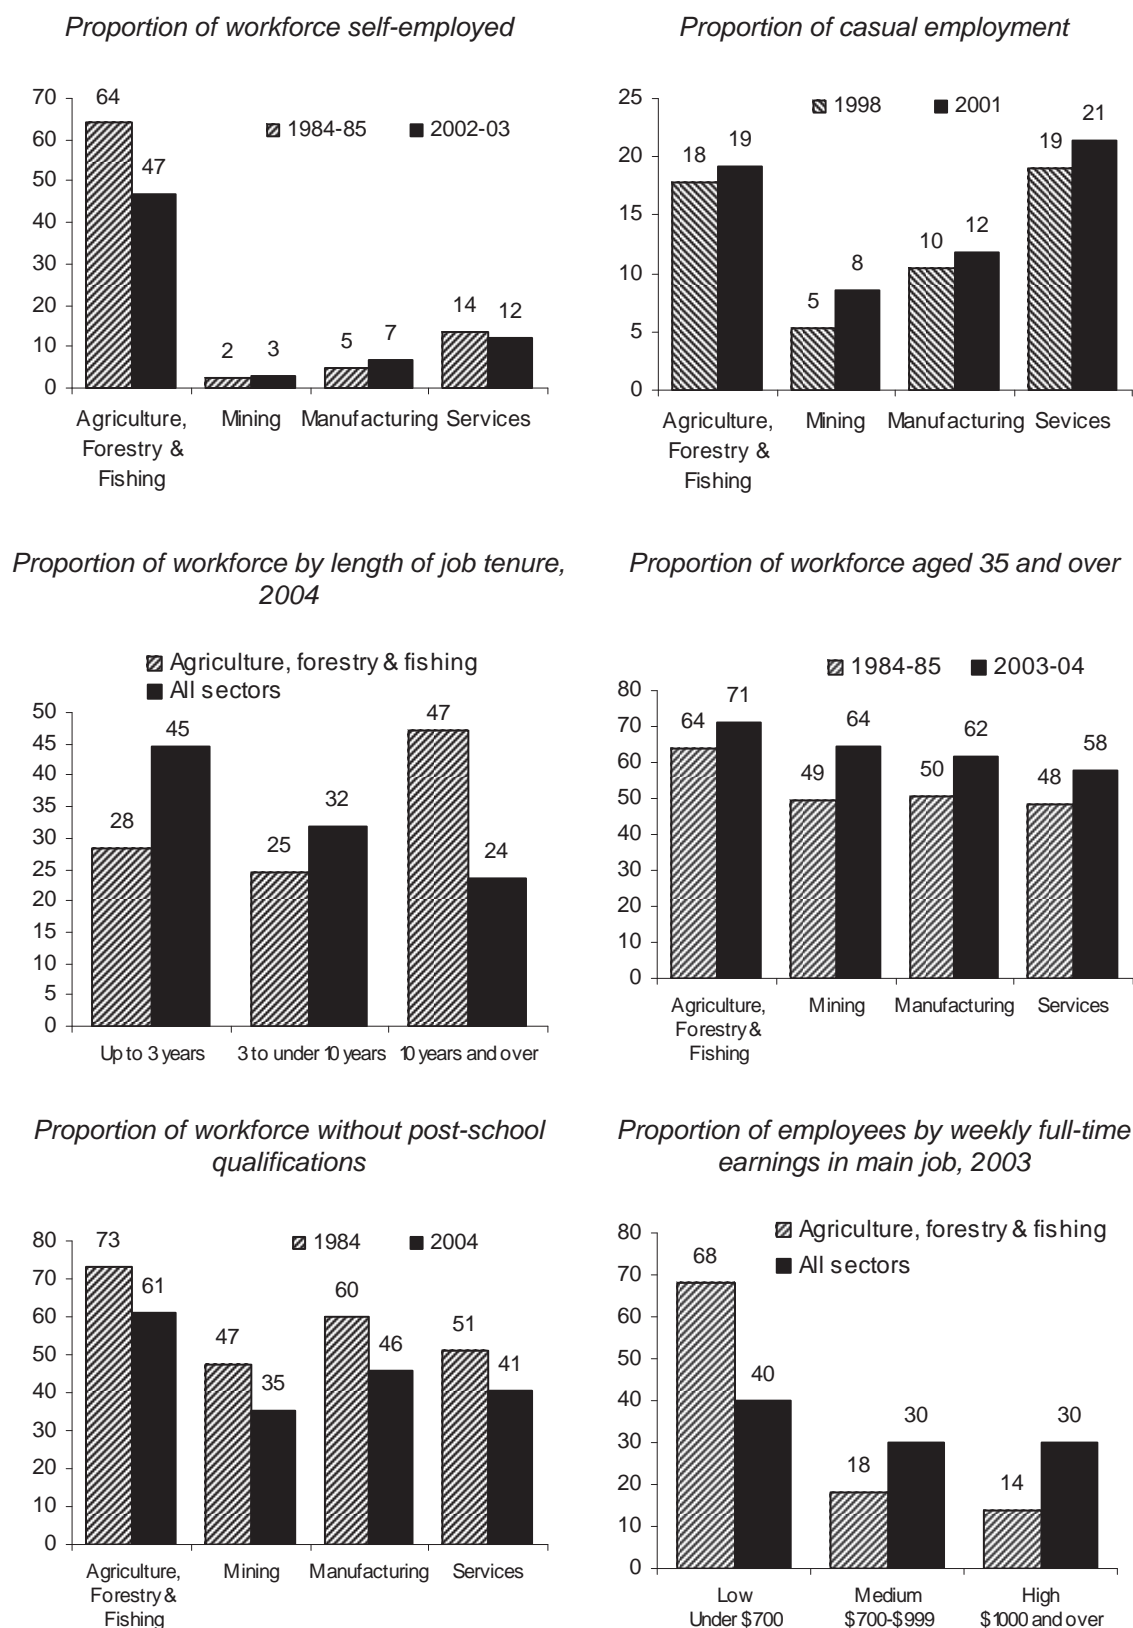 Proportion of workforce self-employed
70
60
50
40
30
20
10
0
64
47
2
3
5
7
14
12
1984-85
2002-03
Agriculture,
Forestry &
Fishing
Mining
Manufacturing
Services
Proportion of casual employment
25
20
15
10
5
0
18
19
5
8
10
12
19
21
1998
2001
Agriculture,
Forestry &
Fishing
Mining
Manufacturing
Sevices
Proportion of workforce by length of job tenure,
2004
Agriculture, forestry & fishing
All sectors
50
45
40
35
30
25
20
15
10
5
0
28
45
25
32
47
24
Up to 3 years
3 to under 10 years
10 years and over
Proportion of workforce aged 35 and over
1984-85
2003-04
80
70
60
50
40
30
20
10
0
64
71
49
64
50
62
48
58
Agriculture,
Forestry &
Fishing
Mining
Manufacturing
Services
Proportion of workforce without post-school
qualifications
80
70
60
50
40
30
20
10
0
73
61
47
35
60
46
51
41
1984
2004
Agriculture,
Forestry &
Fishing
Mining
Manufacturing
Services
Proportion of employees by weekly full-time
earnings in main job, 2003
Agriculture, forestry & fishing
All sectors
80
70
60
50
40
30
20
10
0
68
40
18
30
14
30
Low
Under $700
Medium
$700-$999
High
$1000 and over